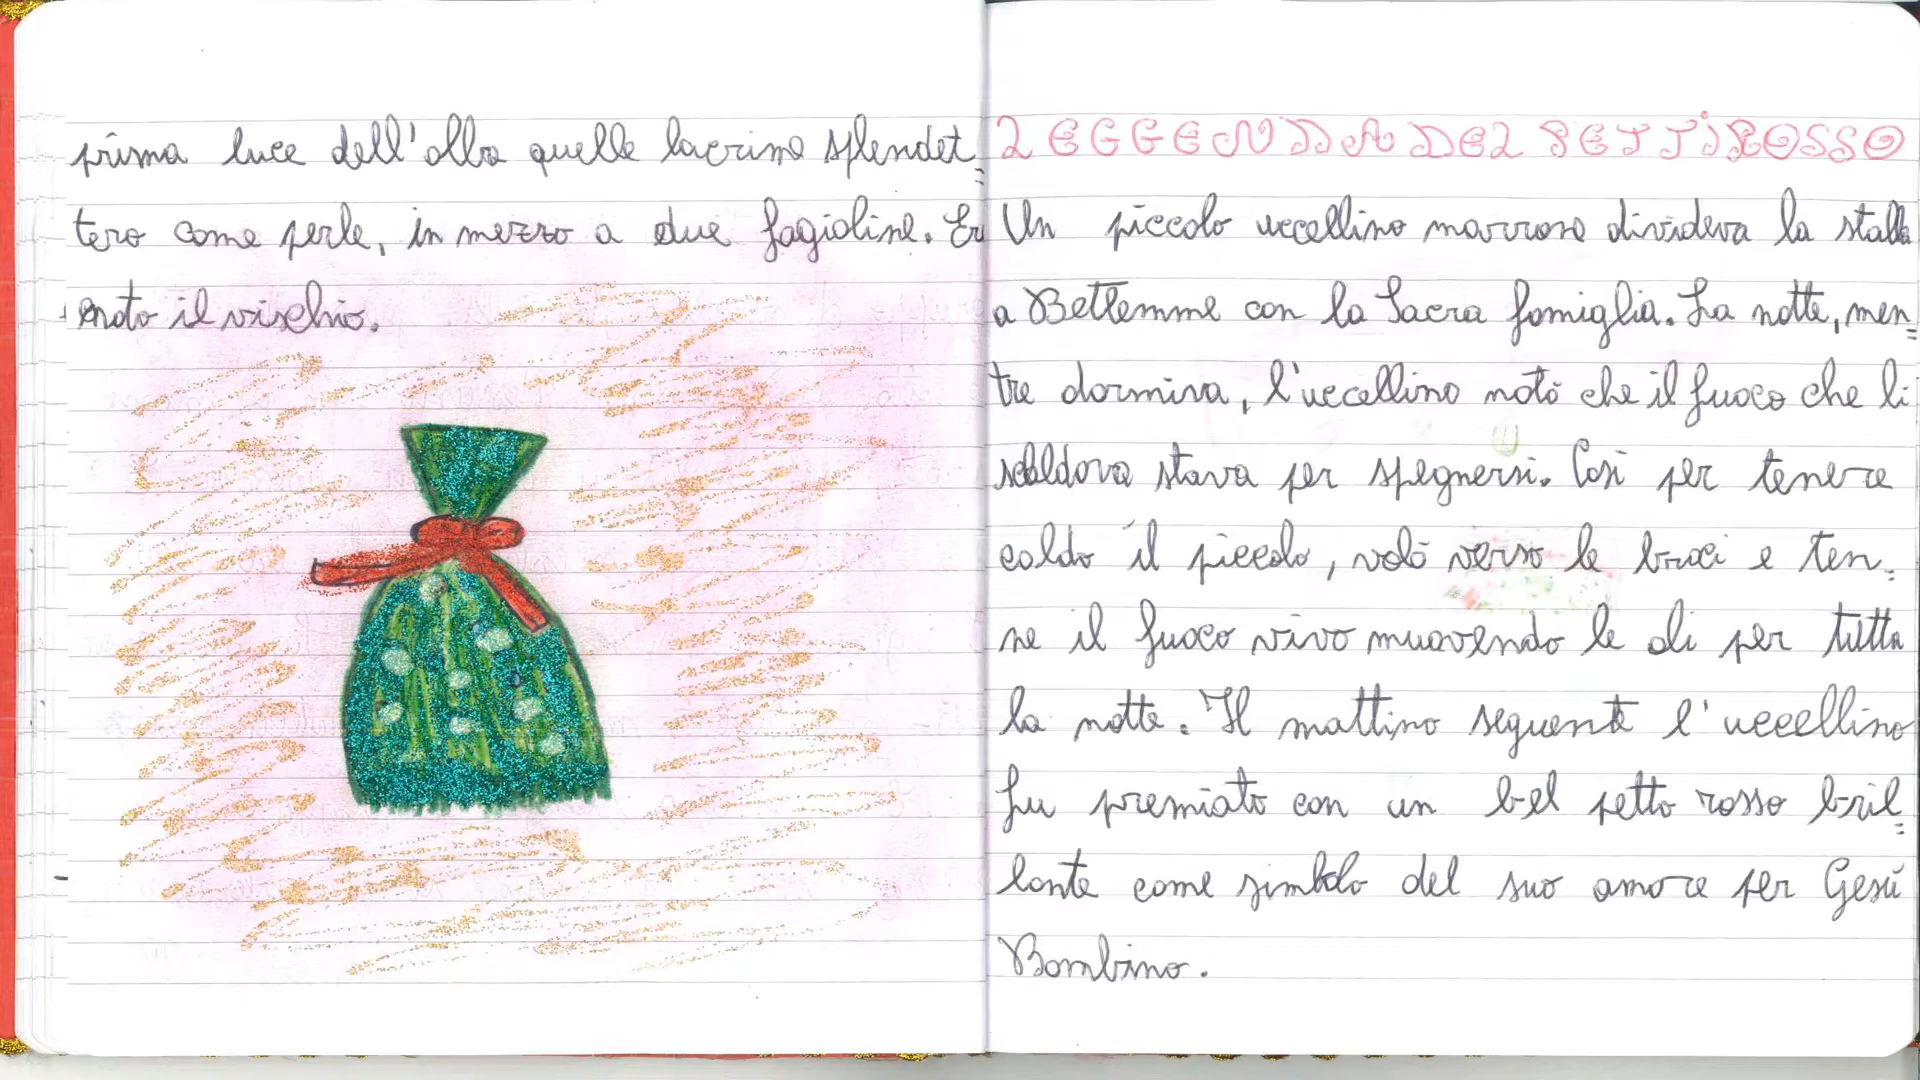 prima luce dell'alba quelle lacrime splendet=
tero come perle, in mezzo a due foglioline. Era
nato il vischio.
LEGGENDA DEL PETTIROSSO
Un piccolo uccellino marrone divideva la stalla
a Betlemme con la Sacra famiglia. La notte, men=
tre dormiva, l'uccellino notò che il fuoco che li
scaldava stava per spegnersi. Così per tenere
caldo il piccolo, volò verso le braci e ten=
ne il fuoco vivo muovendo le ali per tutta
la notte. Il mattino seguente l'uccellino
fu premiato con un bel petto rosso bril=
lante come simbolo del suo amore per Gesù
Bambino.